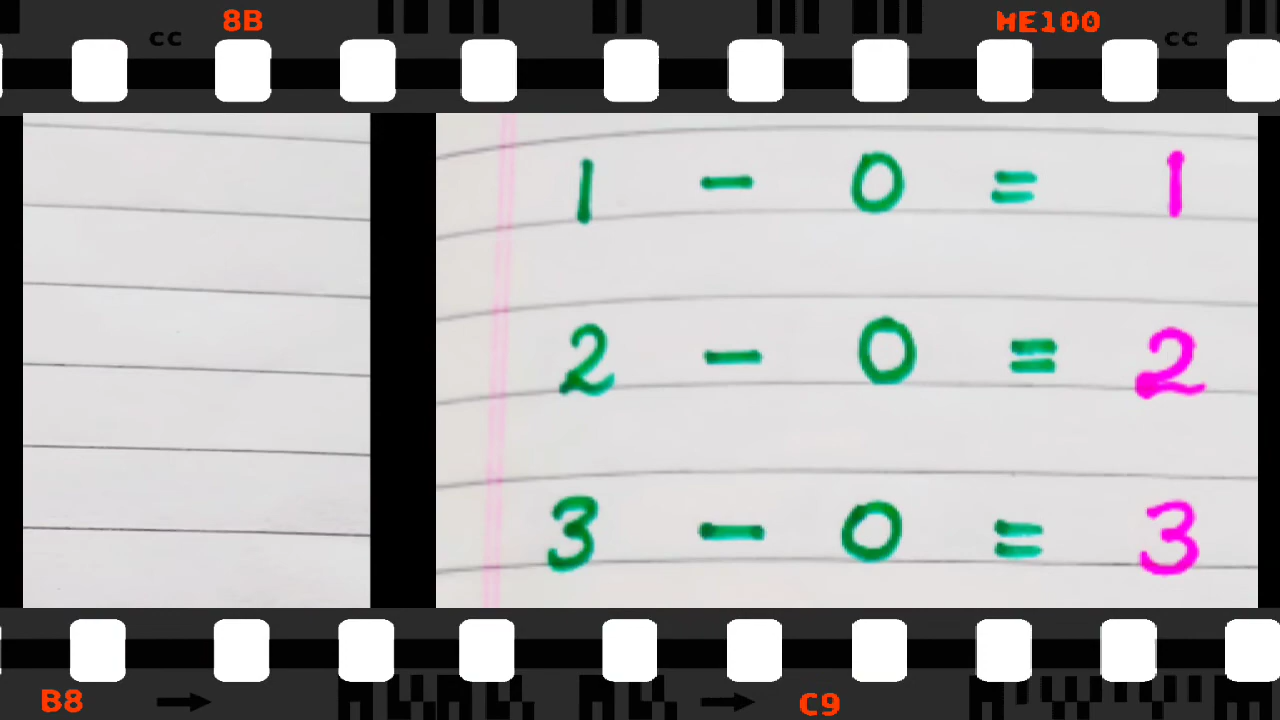 8B
cc
ME100
cc
1 - 0 = 1
2 - 0 = 2
3 - 0 = 3
B8
C9